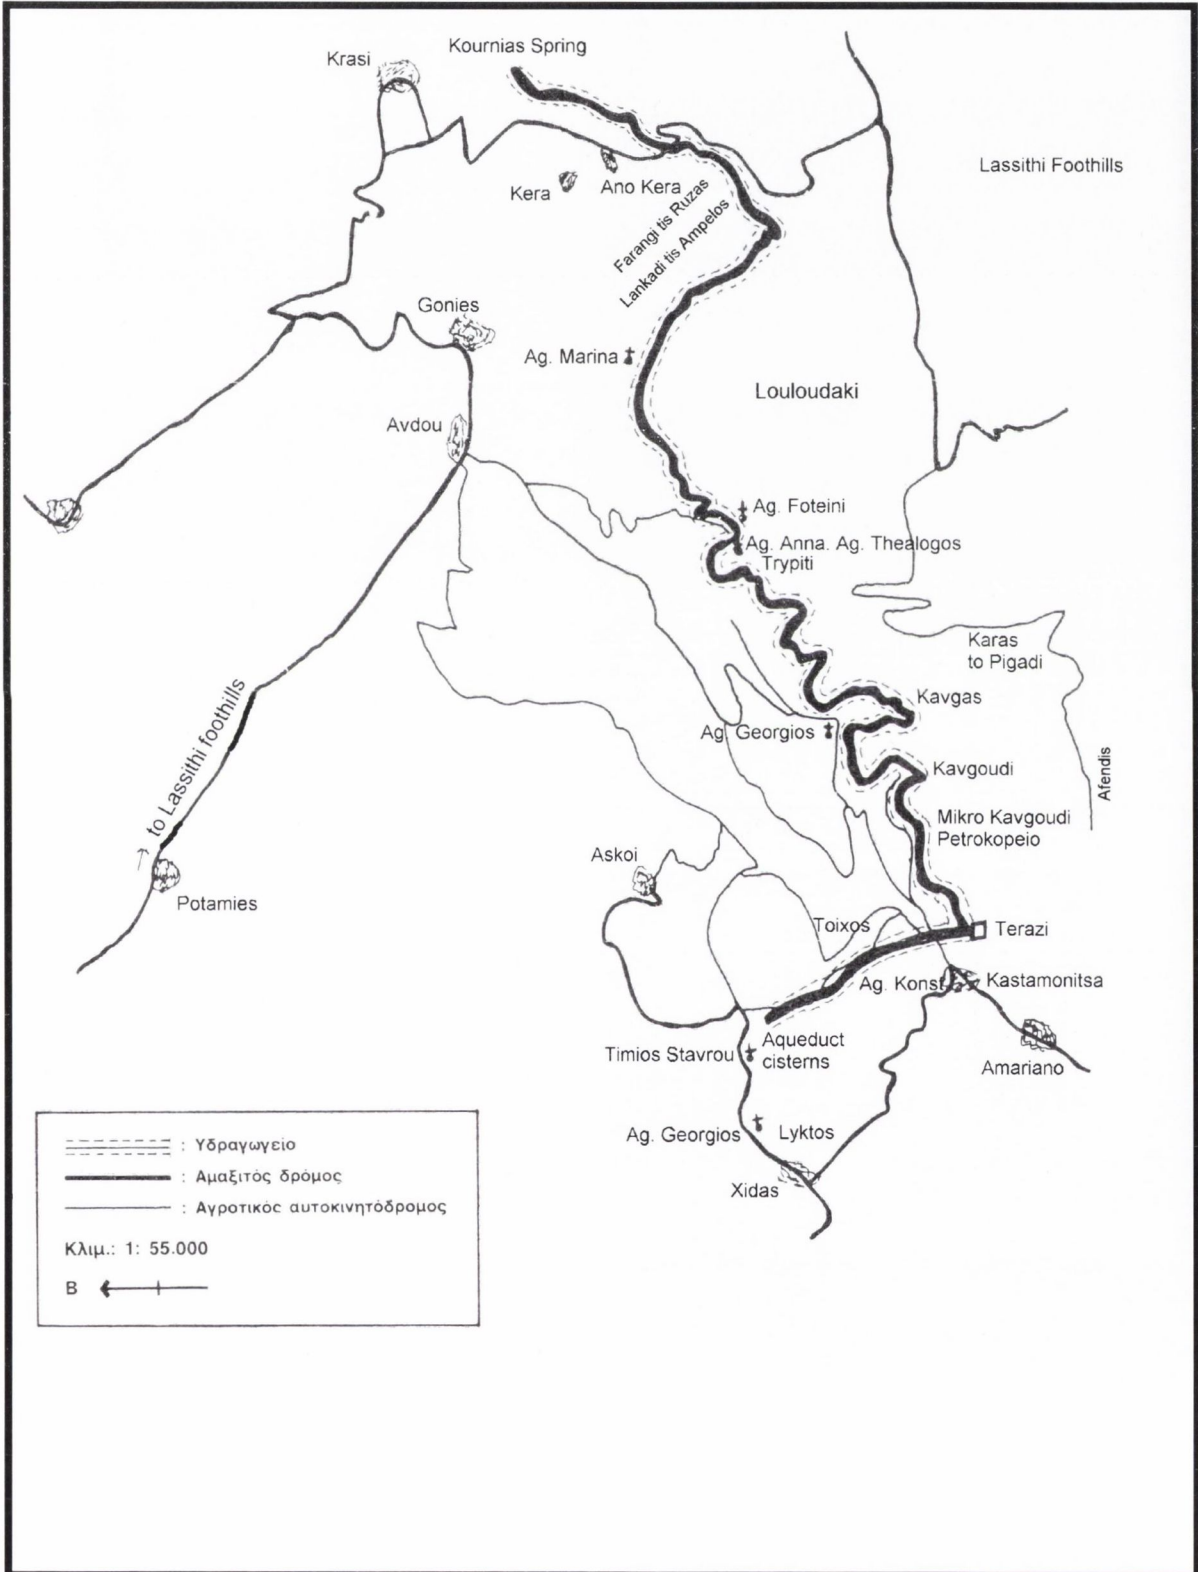 Kournias Spring
Krasi
Lassithi Foothills
Kera
Ano Kera
Farangi tis Ruzas
Lankadi tis Ampelos
Gonies
Ag. Marina
Louloudaki
Avdou
Ag. Foteini
Ag. Anna. Ag. Thealogos
Trypiti
Karas
to Pigadi
Kavgas
to Lassithi foothills
Ag. Georgios
Kavgoudi
Afendis
Mikro Kavgoudi
Petrokopeio
Askoi
Potamies
Toixos
Terazi
Ag. Konst
Kastamonitsa
Timios Stavrou
Aqueduct
cisterns
Amariano
Ag. Georgios
Lyktos
Xidas
: Υδραγωγείο
: Αμαξιτός δρόμος
: Αγροτικός αυτοκινητόδρομος
Κλιμ.: 1: 55.000
Β